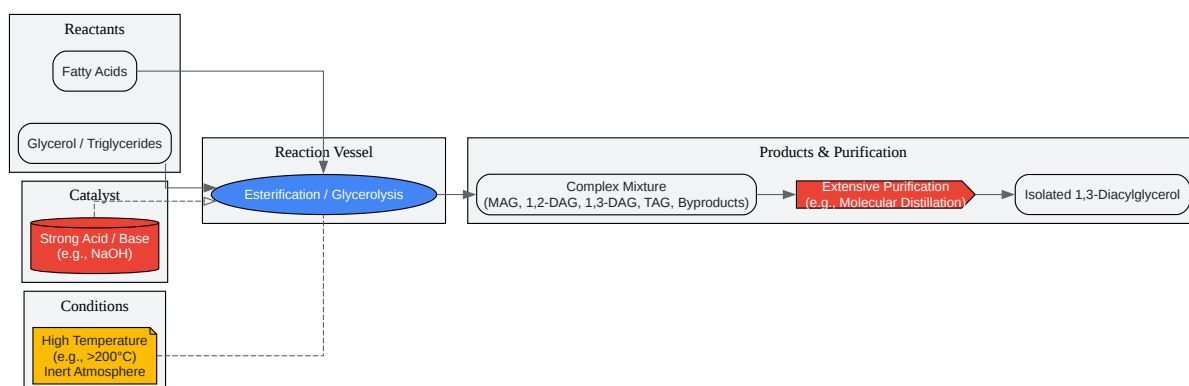 Reactants
Fatty Acids
Glycerol / Triglycerides
Catalyst
Strong Acid / Base
(e.g., NaOH)
Conditions
High Temperature
(e.g., >200°C)
Inert Atmosphere
Reaction Vessel
Esterification / Glycerolysis
Products & Purification
Complex Mixture
(MAG, 1,2-DAG, 1,3-DAG, TAG, Byproducts)
Extensive Purification
(e.g., Molecular Distillation)
Isolated 1,3-Diacylglycerol